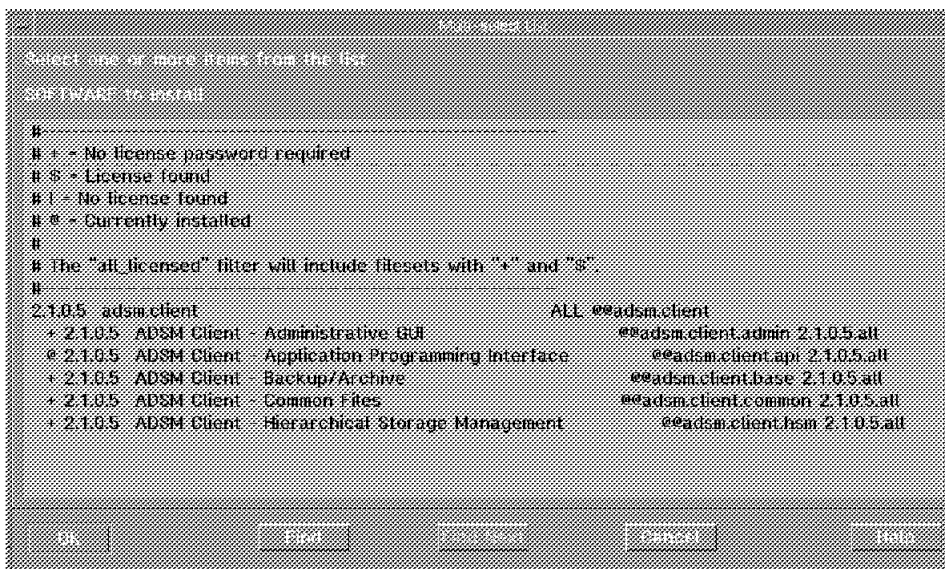 Multi-select List
Select one or more items from the list.
SOFTWARE to install
#------------------------------------------------------------------
# + = No license password required
# $ = License found
# ! = No license found
# @ = Currently installed
#
# The "all_licensed" filter will include filesets with "+" and "$".
#------------------------------------------------------------------
2.1.0.5 adsm.client ALL @@adsm.client
+ 2.1.0.5 ADSM Client - Administrative GUI @@adsm.client.admin 2.1.0.5.all
@ 2.1.0.5 ADSM Client - Application Programming Interface @@adsm.client.api 2.1.0.5.all
+ 2.1.0.5 ADSM Client - Backup/Archive @@adsm.client.base 2.1.0.5.all
+ 2.1.0.5 ADSM Client - Common Files @@adsm.client.common 2.1.0.5.all
+ 2.1.0.5 ADSM Client - Hierarchical Storage Management @@adsm.client.hsm 2.1.0.5.all
OK Find Find Next Cancel Help